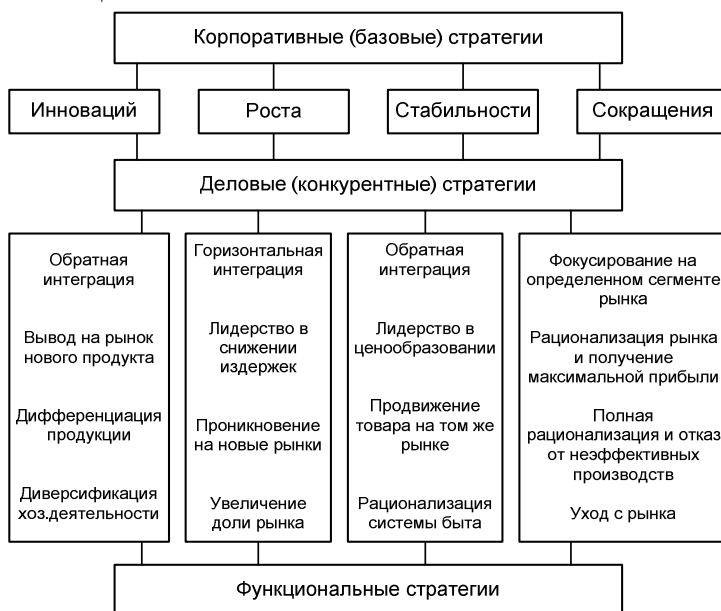 Корпоративные (базовые) стратегии
Инноваций
Роста
Стабильности
Сокращения
Деловые (конкурентные) стратегии
Обратная
интеграция
Вывод на рынок
нового продукта
Дифференциация
продукции
Диверсификация
хоз.деятельности
Горизонтальная
интеграция
Лидерство в
снижении
издержек
Проникновение
на новые рынки
Увеличение
доли рынка
Обратная
интеграция
Лидерство в
ценообразовании
Продвижение
товара на том же
рынке
Рационализация
системы быта
Фокусирование на
определенном сегменте
рынка
Рационализация рынка
и получение
максимальной прибыли
Полная
рационализация и отказ
от неэффективных
производств
Уход с рынка
Функциональные стратегии